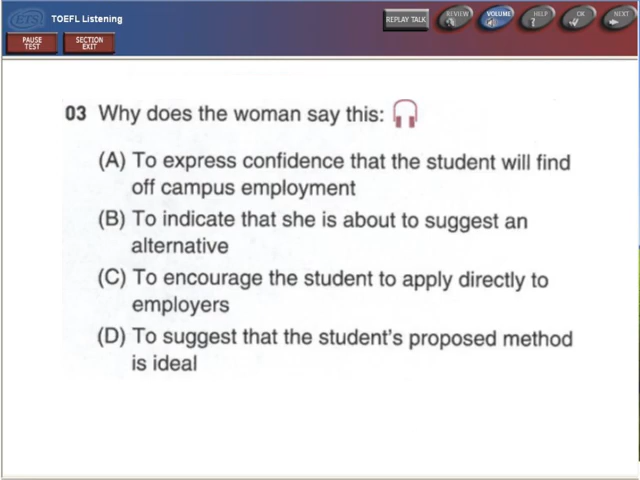 ETS
TOEFL Listening
REPLAY TALK
REVIEW
VOLUME
HELP
OK
NEXT
PAUSE
TEST
SECTION
EXIT
03 Why does the woman say this:
(A) To express confidence that the student will find
off campus employment
(B) To indicate that she is about to suggest an
alternative
(C) To encourage the student to apply directly to
employers
(D) To suggest that the student's proposed method
is ideal